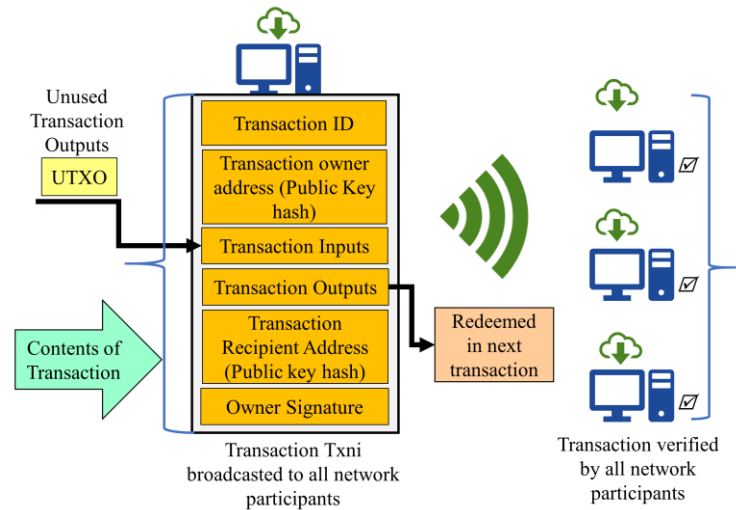 Unused
Transaction
Outputs
UTXO
Contents of
Transaction
Transaction ID
Transaction owner
address (Public Key
hash)
Transaction Inputs
Transaction Outputs
Transaction
Recipient Address
(Public key hash)
Owner Signature
Transaction Txni
broadcasted to all network
participants
Redeemed
in next
transaction
Transaction verified
by all network
participants